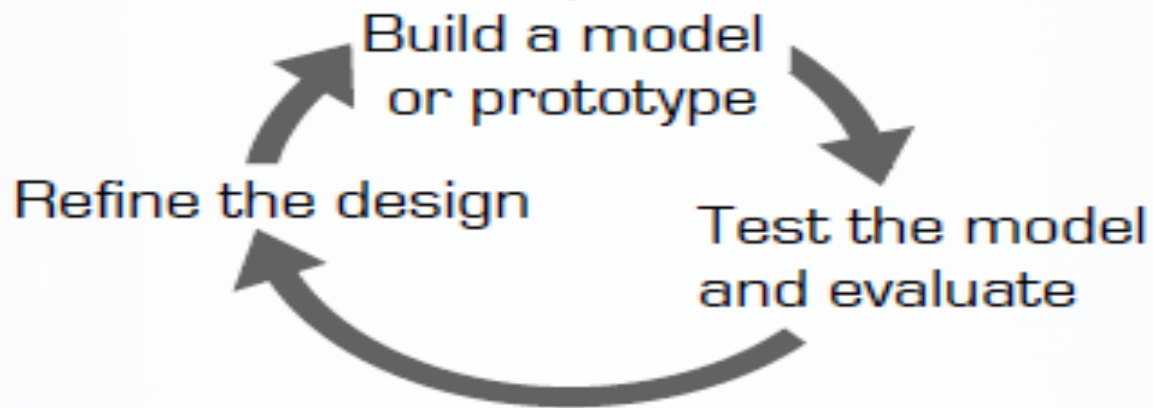 Build a model
or prototype
Test the model
and evaluate
Refine the design